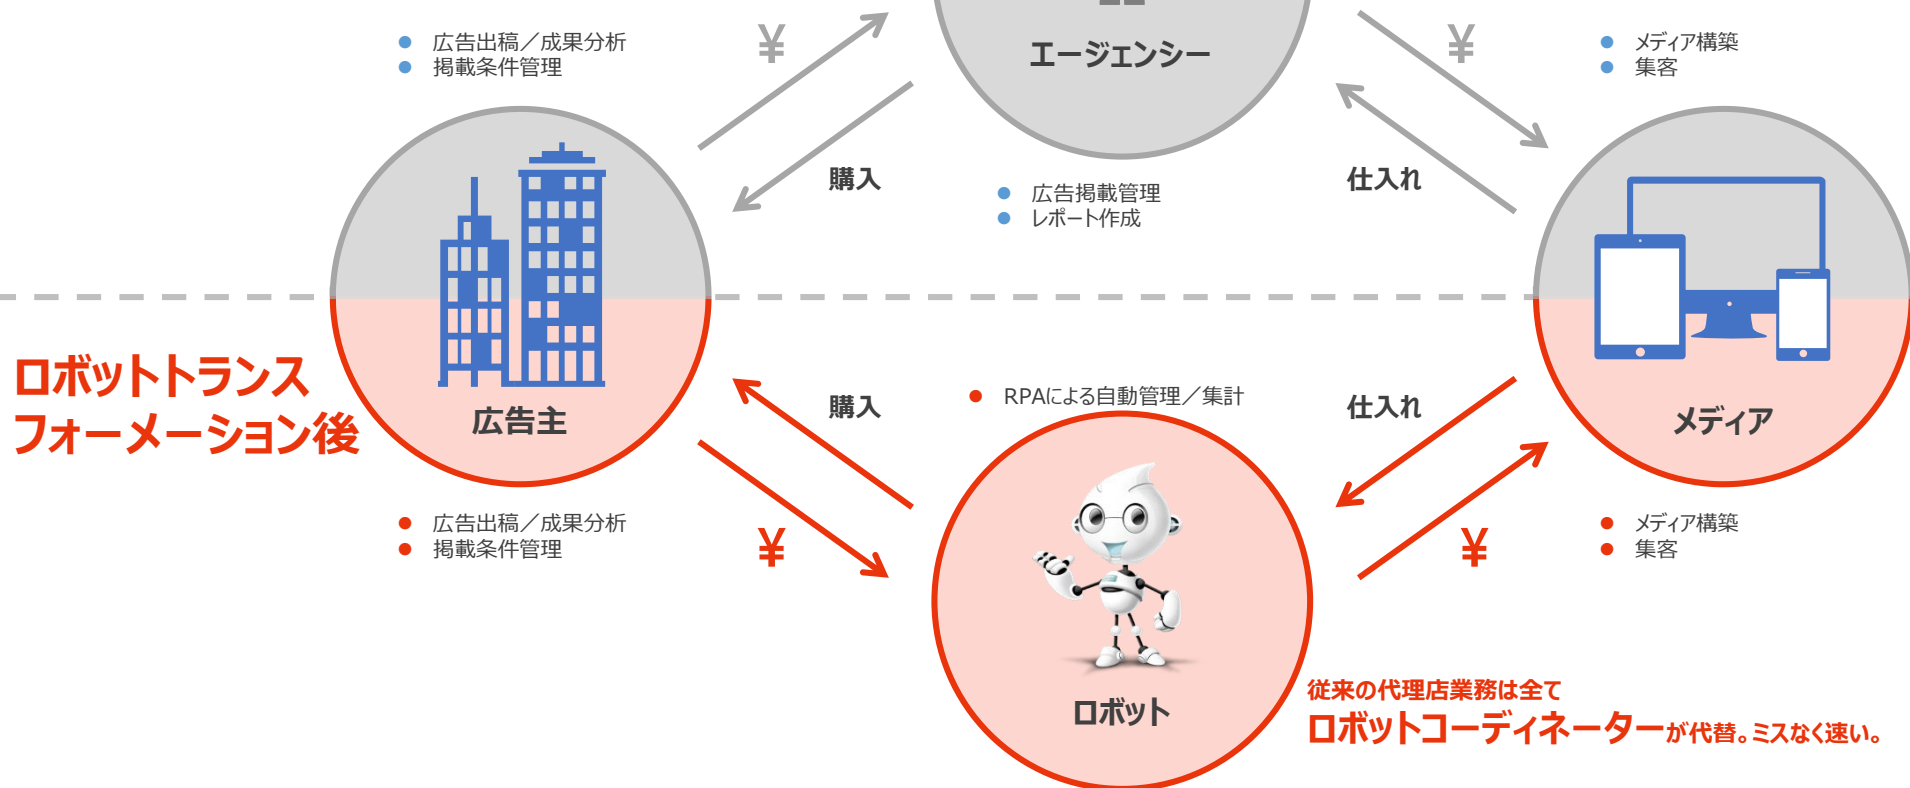 広告出稿／成果分析
掲載条件管理
¥
エージェンシー
¥
メディア構築
集客
購入
広告掲載管理
レポート作成
仕入れ
ロボットトランス
フォーメーション後
広告主
購入
RPAによる自動管理／集計
仕入れ
メディア
広告出稿／成果分析
掲載条件管理
¥
¥
メディア構築
集客
ロボット
従来の代理店業務は全て
ロボットコーディネーターが代替。ミスなく速い。